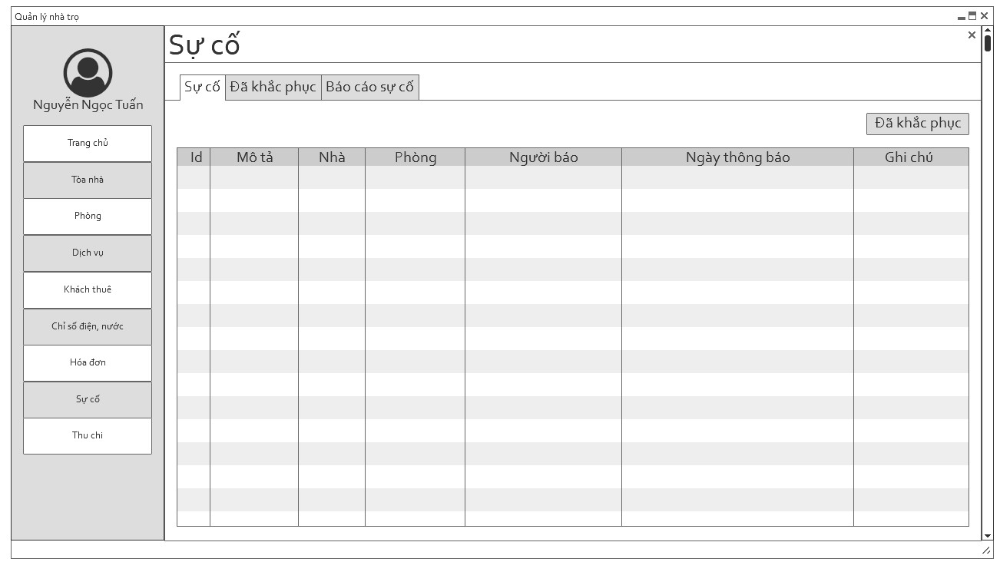 Quản lý nhà trọ
Nguyễn Ngọc Tuấn
Trang chủ
Tòa nhà
Phòng
Dịch vụ
Khách thuê
Chỉ số điện, nước
Hóa đơn
Sự cố
Thu chi
Sự cố
Sự cố Đã khắc phục Báo cáo sự cố
Đã khắc phục
Id Mô tả Nhà Phòng Người báo Ngày thông báo Ghi chú